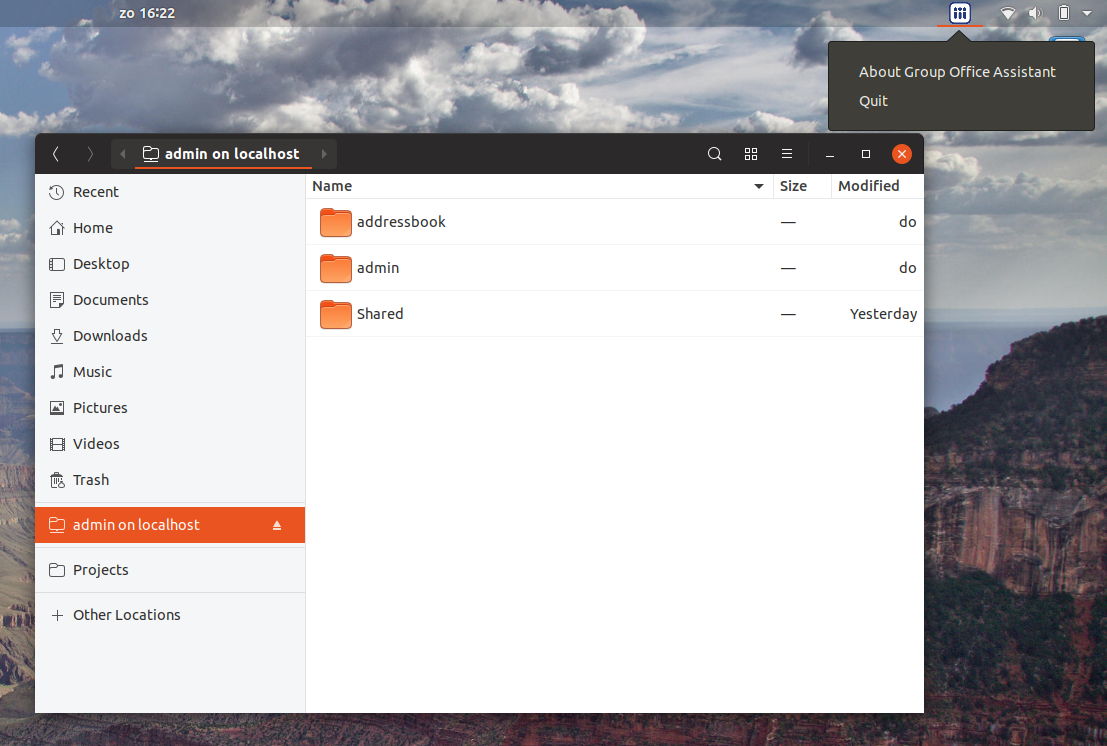 zo 16:22
About Group Office Assistant
Quit
admin on localhost
Recent
Home
Desktop
Documents
Downloads
Music
Pictures
Videos
Trash
admin on localhost
Projects
Other Locations
Name Size Modified
addressbook — do
admin — do
Shared — Yesterday